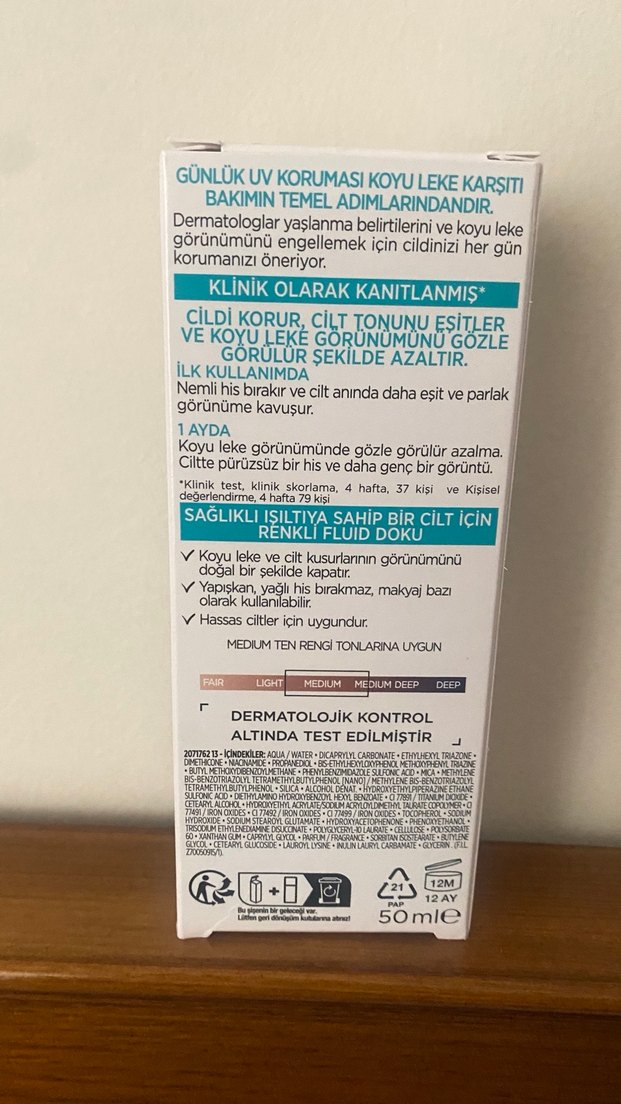 GÜNLÜK UV KORUMASI KOYU LEKE KARŞITI
BAKIMIN TEMEL ADIMLARINDANDIR.
Dermatologlar yaşlanma belirtilerini ve koyu leke
görünümünü engellemek için cildinizi her gün
korumanızı öneriyor.
KLİNİK OLARAK KANITLANMIŞ*
CİLDİ KORUR, CİLT TONUNU EŞİTLER
VE KOYU LEKE GÖRÜNÜMÜNÜ GÖZLE
GÖRÜLÜR ŞEKİLDE AZALTIR.
İLK KULLANIMDA
Nemli his bırakır ve cilt anında daha eşit ve parlak
görünüme kavuşur.
1 AYDA
Koyu leke görünümünde gözle görülür azalma.
Ciltte pürüzsüz bir his ve daha genç bir görüntü.
*Klinik test, klinik skorlama, 4 hafta, 37 kişi ve Kişisel
değerlendirme, 4 hafta 79 kişi
SAĞLIKLI IŞILTIYA SAHİP BİR CİLT İÇİN
RENKLİ FLUID DOKU
✓ Koyu leke ve cilt kusurlarının görünümünü
doğal bir şekilde kapatır.
✓ Yapışkan, yağlı his bırakmaz, makyaj bazı
olarak kullanılabilir.
✓ Hassas ciltler için uygundur.
MEDIUM TEN RENGİ TONLARINA UYGUN
FAIR LIGHT MEDIUM MEDIUM DEEP DEEP
DERMATOLOJİK KONTROL
ALTINDA TEST EDİLMİŞTİR
2071762 13 - İÇİNDEKİLER: AQUA / WATER • DICAPRYLYL CARBONATE • ETHYLHEXYL TRIAZONE •
DIMETHICONE • NIACINAMIDE • PROPANEDIOL • BIS-ETHYLHEXYLOXYPHENOL METHOXYPHENYL TRIAZINE
• BUTYL METHOXYDIBENZOYLMETHANE • PHENYLBENZIMIDAZOLE SULFONIC ACID • MICA • METHYLENE
BIS-BENZOTRIAZOLYL TETRAMETHYLBUTYLPHENOL [NANO] / METHYLENE BIS-BENZOTRIAZOLYL
TETRAMETHYLBUTYLPHENOL • SILICA • ALCOHOL DENAT. • HYDROXYETHYLPIPERAZINE ETHANE
SULFONIC ACID • DIETHYLAMINO HYDROXYBENZOYL HEXYL BENZOATE • CI 77891 / TITANIUM DIOXIDE •
CETEARYL ALCOHOL • HYDROXYETHYL ACRYLATE/SODIUM ACRYLOYLDIMETHYL TAURATE COPOLYMER • CI
77491 / IRON OXIDES • CI 77492 / IRON OXIDES • CI 77499 / IRON OXIDES • TOCOPHEROL • SODIUM
HYDROXIDE • SODIUM STEAROYL GLUTAMATE • HYDROXYACETOPHENONE • PHENOXYETHANOL •
TRISODIUM ETHYLENEDIAMINE DISUCCINATE • POLYGLYCERYL-10 LAURATE • CELLULOSE • POLYSORBATE
60 • XANTHAN GUM • CAPRYLYL GLYCOL • PARFUM / FRAGRANCE • SORBITAN ISOSTEARATE • BUTYLENE
GLYCOL • CETEARYL GLUCOSIDE • LAUROYL LYSINE • INULIN LAURYL CARBAMATE • GLYCERIN . (F.I.L.
Z70050915/1).
Bu şişenin bir geleceği var.
Lütfen geri dönüşüm kutularına atınız!
21
PAP
12M
12 AY
50 ml e